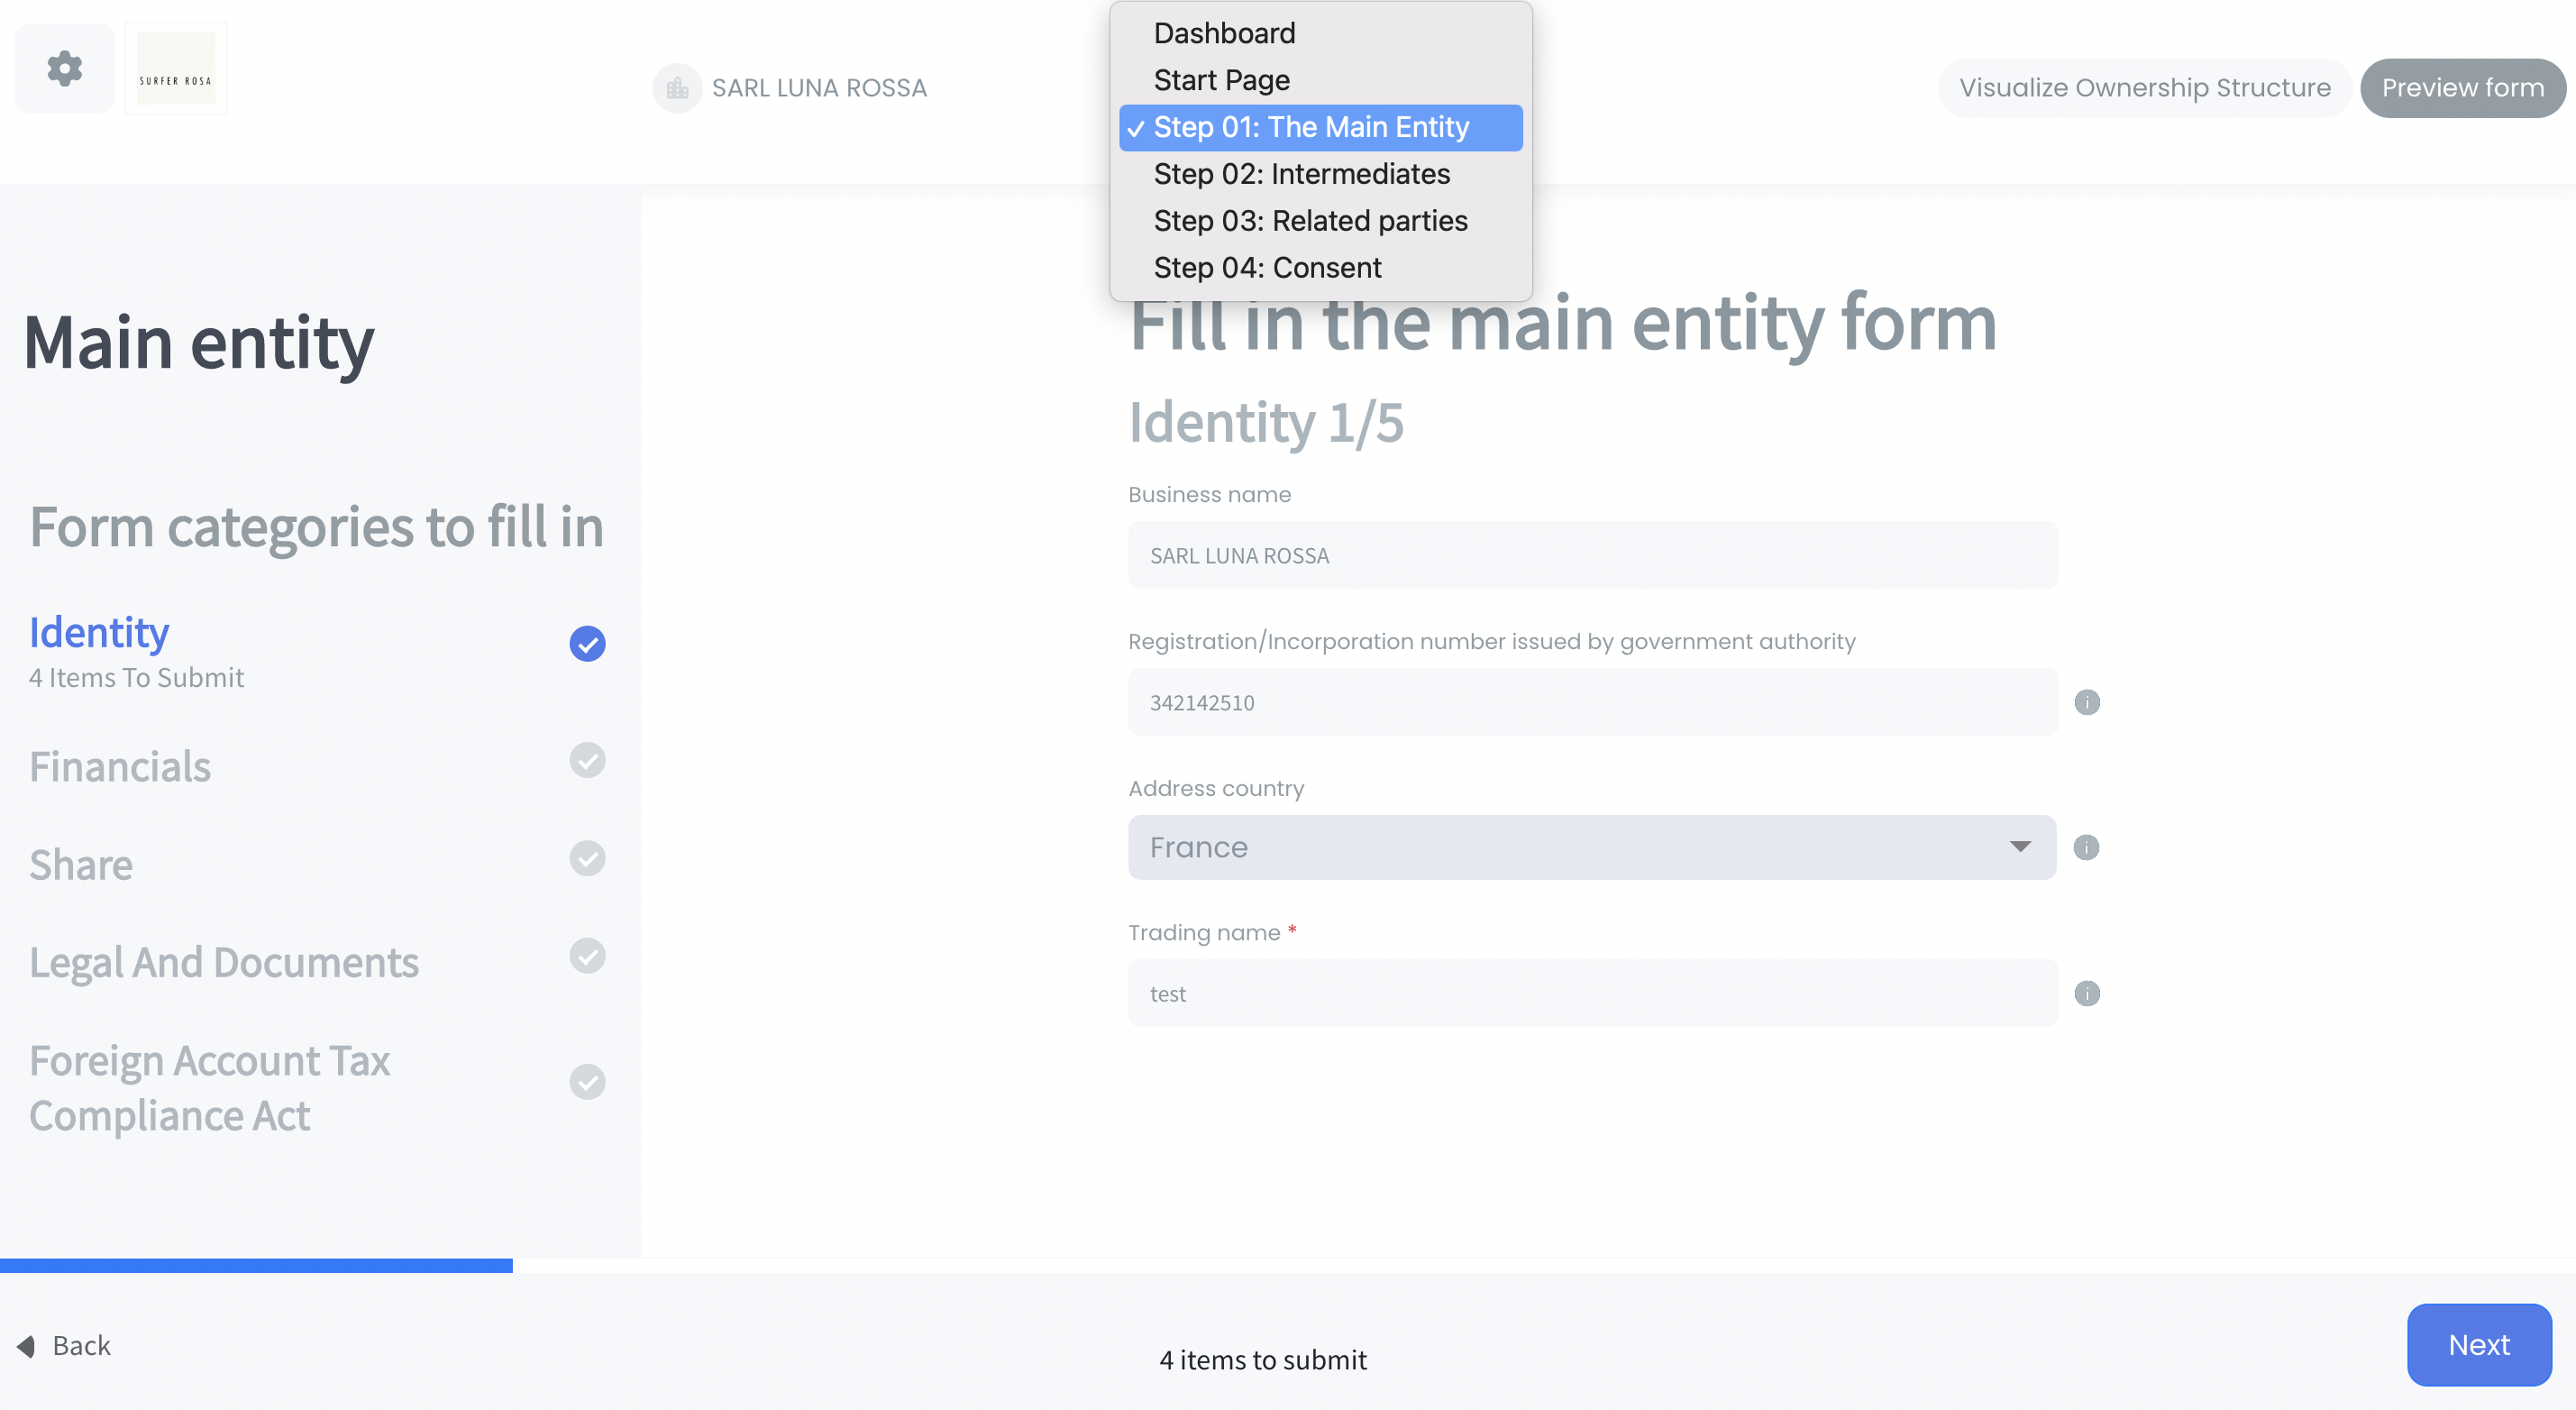 SURFER ROSA
SARL LUNA ROSSA
Dashboard
Start Page
✓ Step 01: The Main Entity
Step 02: Intermediates
Step 03: Related parties
Step 04: Consent
Visualize Ownership Structure
Preview form
Main entity
Form categories to fill in
Identity
4 Items To Submit
Financials
Share
Legal And Documents
Foreign Account Tax
Compliance Act
Fill in the main entity form
Identity 1/5
Business name
SARL LUNA ROSSA
Registration/Incorporation number issued by government authority
342142510
Address country
France
Trading name *
test
Back
4 items to submit
Next